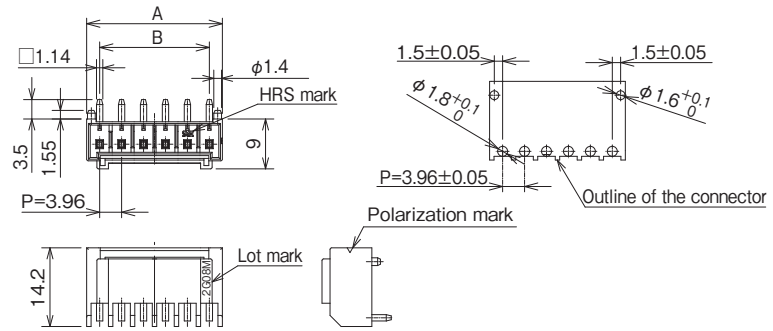 A
B
□1.14
φ1.4
HRS mark
3.5
1.55
9
P=3.96
1.5±0.05
1.5±0.05
φ1.8 +0.1 0
φ1.6 +0.1 0
P=3.96±0.05
Outline of the connector
Polarization mark
Lot mark
2G08M
14.2